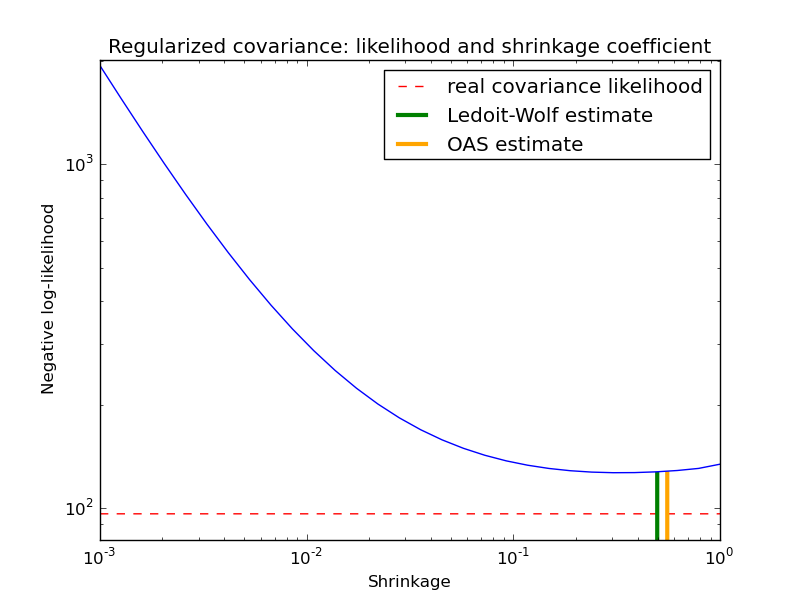 Regularized covariance: likelihood and shrinkage coefficient
real covariance likelihood
Ledoit-Wolf estimate
OAS estimate
Negative log-likelihood
10³
10²
10⁻³ 10⁻² 10⁻¹ 10⁰
Shrinkage